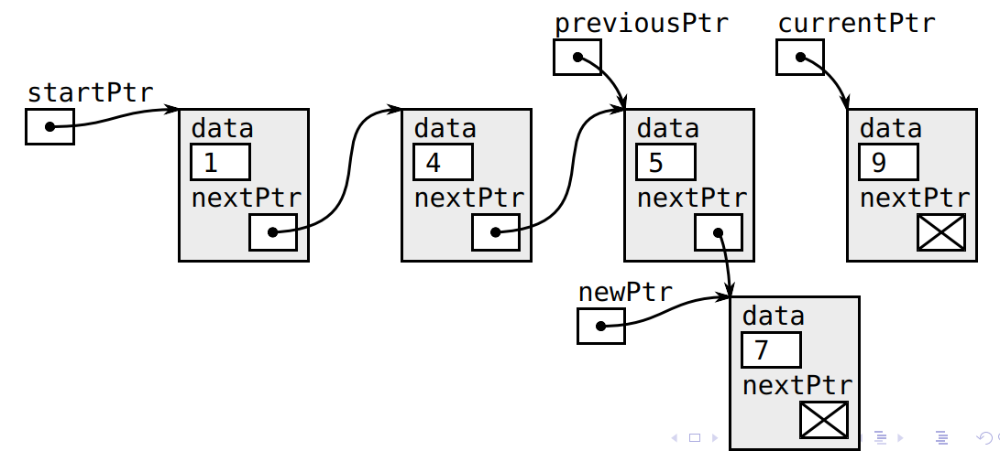 previousPtr currentPtr
startPtr
data data data data
1 4 5 9
nextPtr nextPtr nextPtr nextPtr
newPtr
data
7
nextPtr